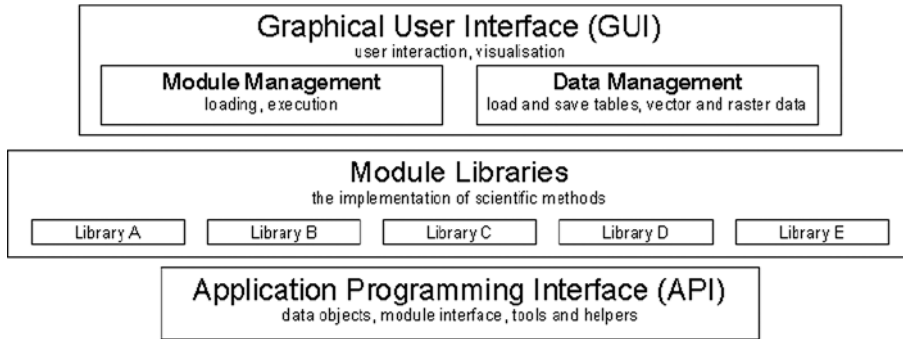 Graphical User Interface (GUI)
user interaction, visualisation
Module Management
loading, execution
Data Management
load and save tables, vector and raster data
Module Libraries
the implementation of scientific methods
Library A
Library B
Library C
Library D
Library E
Application Programming Interface (API)
data objects, module interface, tools and helpers